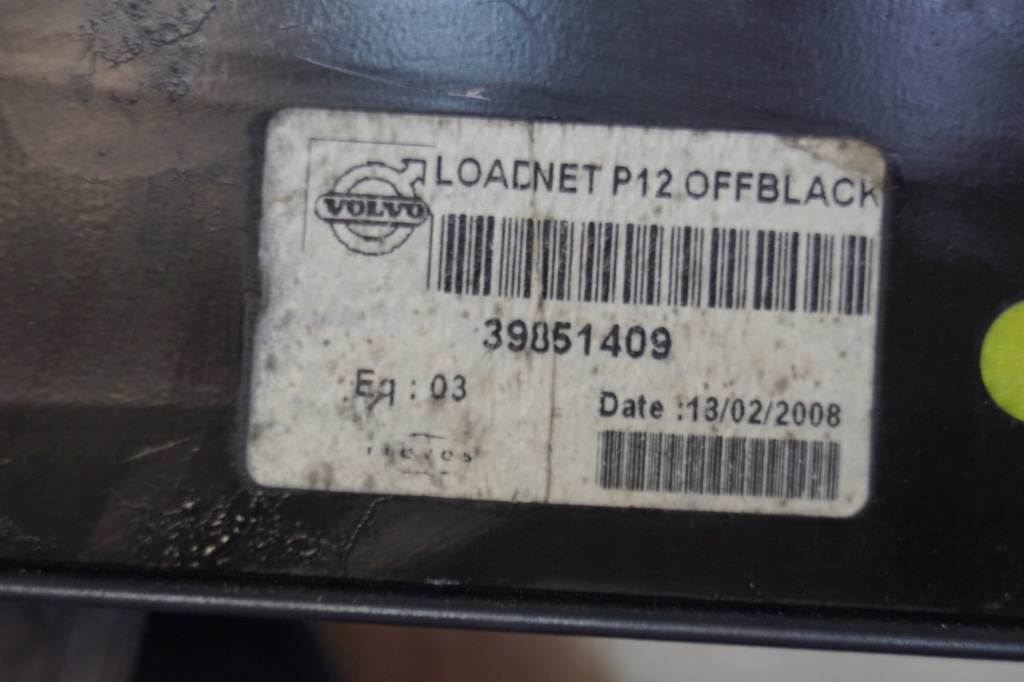 LOADNET P12 OFFBLACK
VOLVO
39851409
Eq : 03
Date :13/02/2008